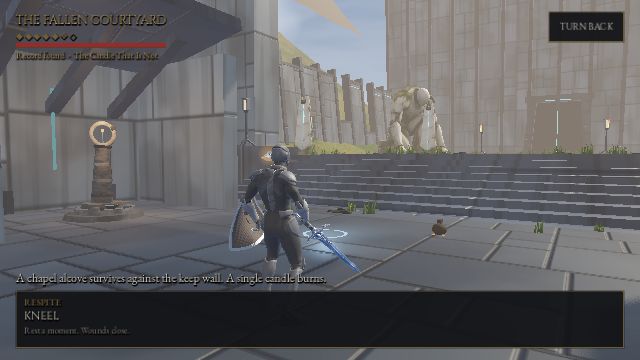 THE FALLEN COURTYARD
TURN BACK
Record found - The Candle That Is Not
A chapel alcove survives against the keep wall. A single candle burns.
RESPITE
KNEEL
Rest a moment. Wounds close.